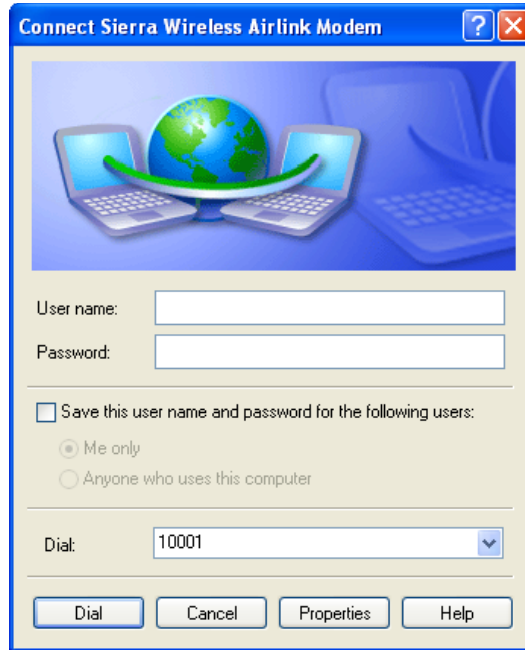 Connect Sierra Wireless Airlink Modem
User name:
Password:
Save this user name and password for the following users:
Me only
Anyone who uses this computer
Dial: 10001
Dial Cancel Properties Help